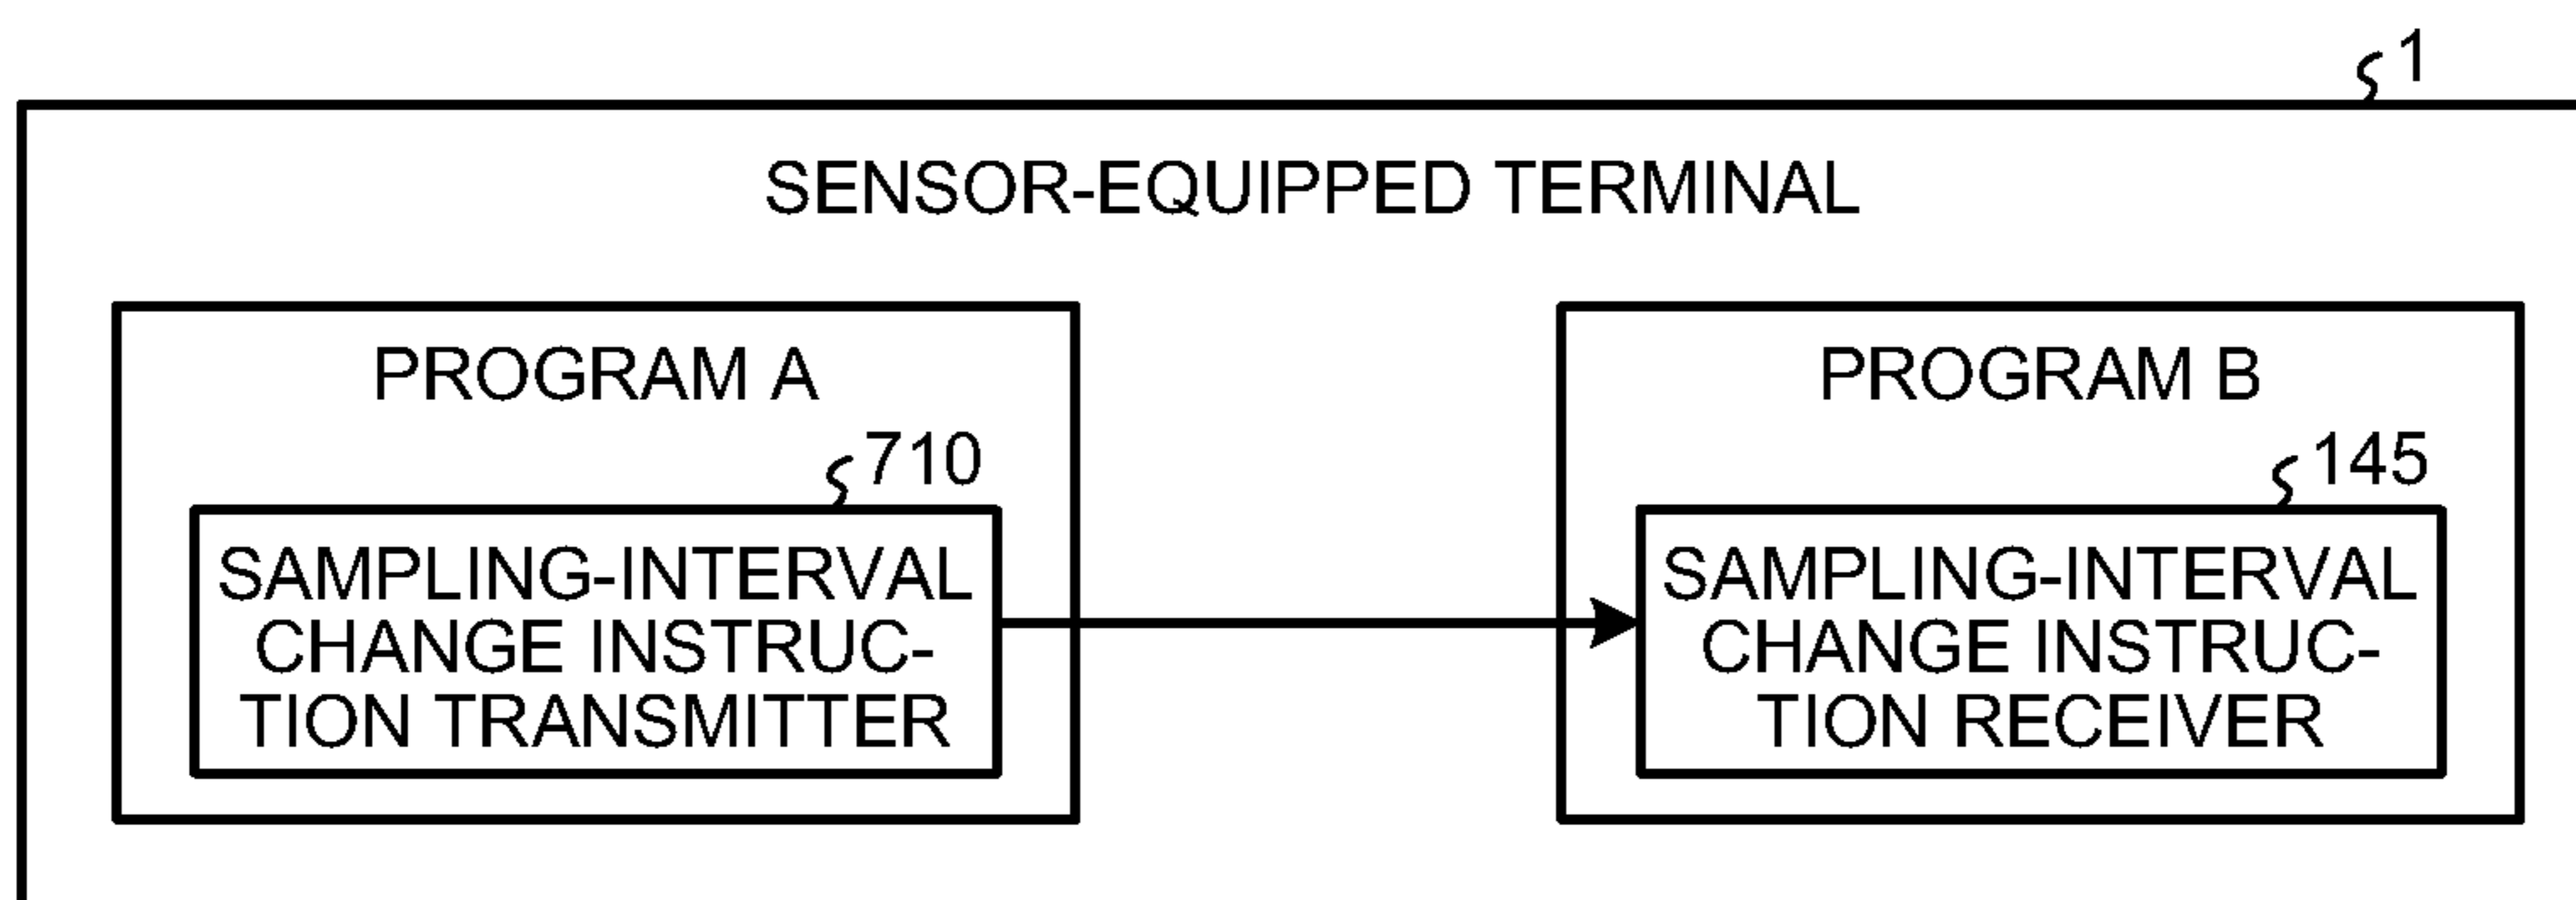 1
SENSOR-EQUIPPED TERMINAL
PROGRAM A
710
SAMPLING-INTERVAL
CHANGE INSTRUC-
TION TRANSMITTER
PROGRAM B
145
SAMPLING-INTERVAL
CHANGE INSTRUC-
TION RECEIVER